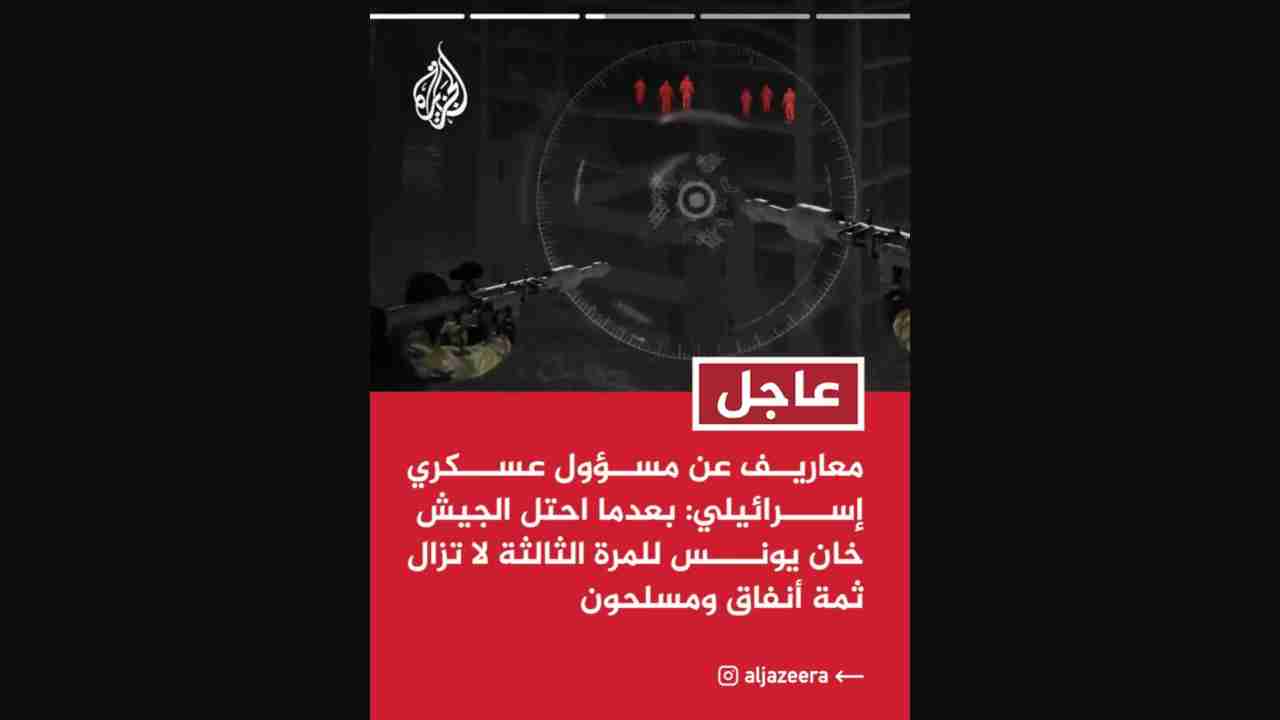 الجزيرة
عاجل
معاريف عن مسؤول عسكري
إسرائيلي: بعدما احتل الجيش
خان يونس للمرة الثالثة لا تزال
ثمة أنفاق ومسلحون
aljazeera